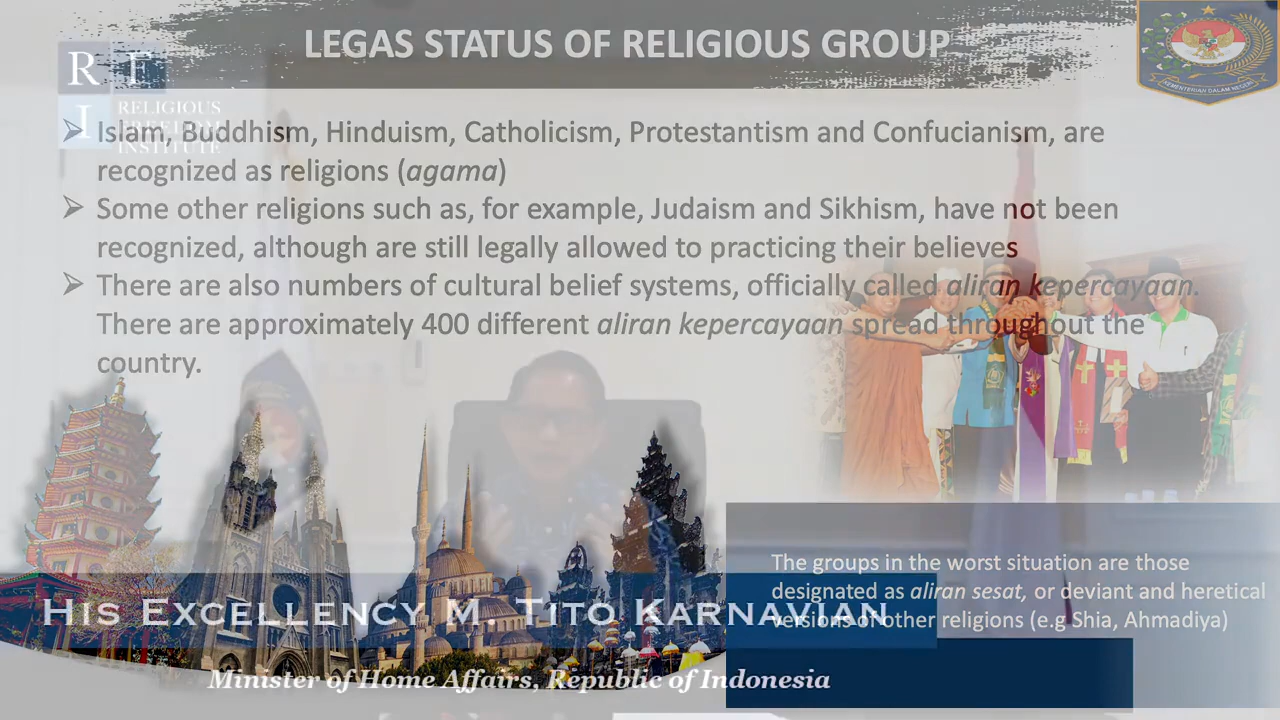 LEGAS STATUS OF RELIGIOUS GROUP
R F
I RELIGIOUS
FREEDOM
INSTITUTE
KEMENTERIAN DALAM NEGERI
➢ Islam, Buddhism, Hinduism, Catholicism, Protestantism and Confucianism, are
recognized as religions (agama)
➢ Some other religions such as, for example, Judaism and Sikhism, have not been
recognized, although are still legally allowed to practicing their believes
➢ There are also numbers of cultural belief systems, officially called aliran kepercayaan.
There are approximately 400 different aliran kepercayaan spread throughout the
country.
The groups in the worst situation are those
designated as aliran sesat, or deviant and heretical
versions of other religions (e.g Shia, Ahmadiya)
His Excellency M. Tito Karnavian
Minister of Home Affairs, Republic of Indonesia